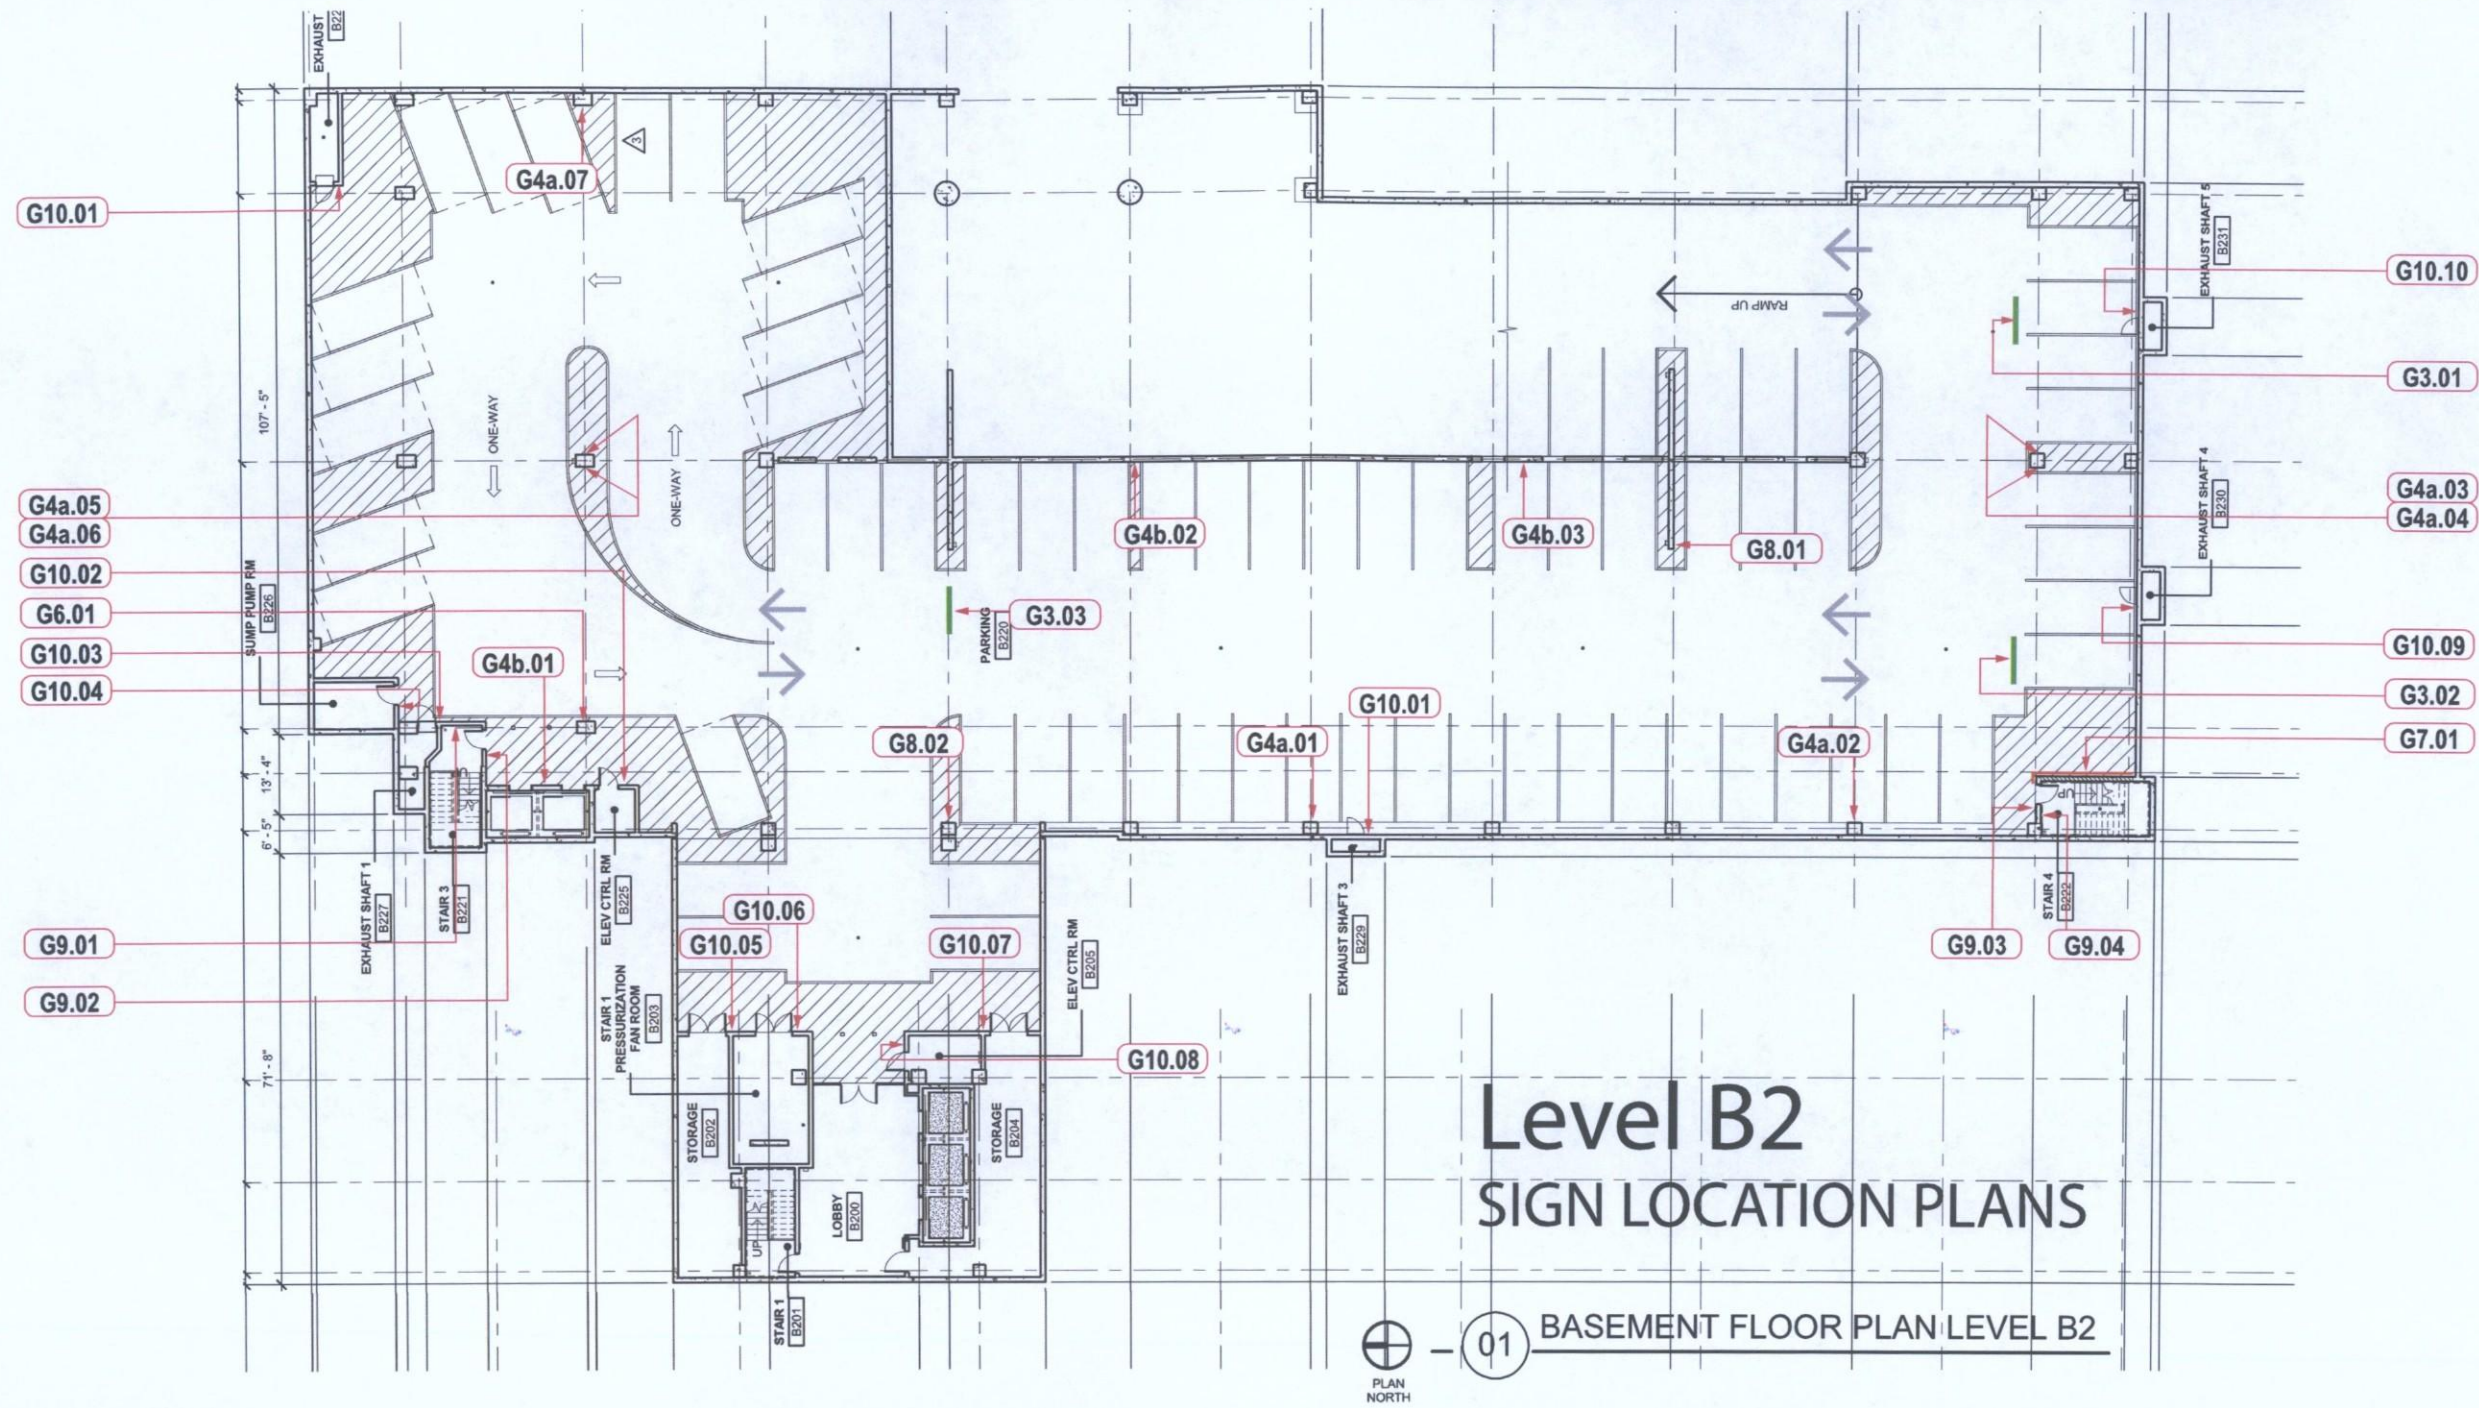 EXHAUST
B22
G10.01
G4a.07
3
EXHAUST SHAFT 5
B231
G10.10
RAMP UP
G3.01
107' - 5"
ONE-WAY
ONE-WAY
G4a.05
G4a.06
G4b.02
G4b.03
G8.01
EXHAUST SHAFT 4
B230
G4a.03
G4a.04
G10.02
SUMP PUMP RM
B226
G6.01
G3.03
PARKING
B220
G10.03
G4b.01
G10.09
G10.04
G10.01
G3.02
G8.02
G4a.01
G4a.02
G7.01
13' - 4"
6' - 5"
UP
EXHAUST SHAFT 1
B227
STAIR 3
B221
ELEV CTRL RM
B225
G10.06
G9.01
G10.05
G10.07
ELEV CTRL RM
B205
EXHAUST SHAFT 3
B229
STAIR 4
B222
G9.03
G9.04
G9.02
STAIR 1
PRESSURIZATION
FAN ROOM
B203
G10.08
71' - 8"
STORAGE
B202
STORAGE
B204
LOBBY
B200
UP
STAIR 1
B201
Level B2
SIGN LOCATION PLANS
01
BASEMENT FLOOR PLAN LEVEL B2
PLAN
NORTH